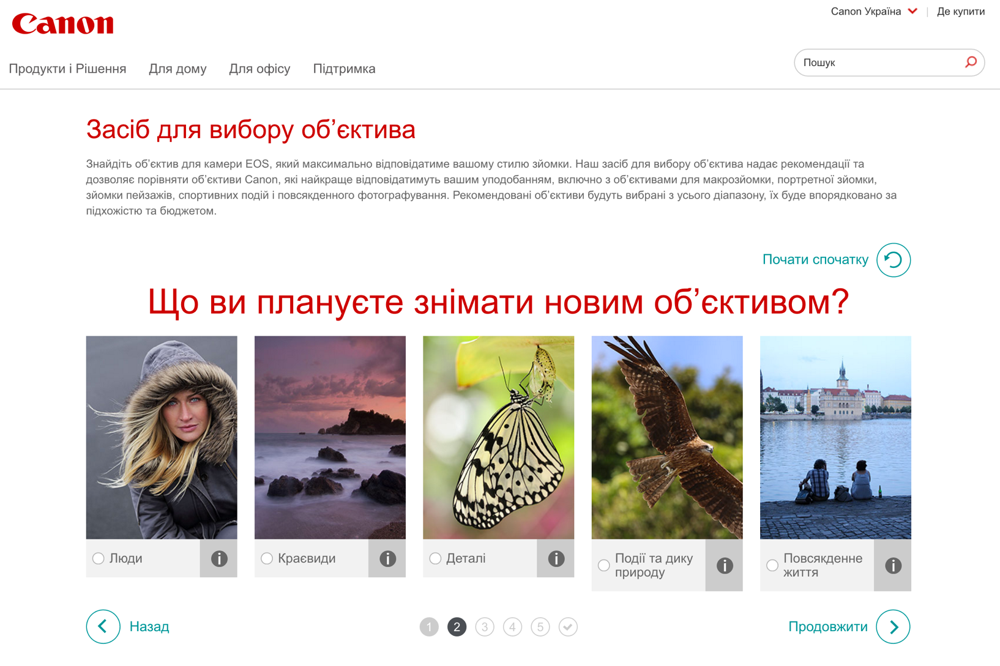 Canon
Canon Україна
Де купити
Продукти і Рішення
Для дому
Для офісу
Підтримка
Пошук
Засіб для вибору об’єктива
Знайдіть об’єктив для камери EOS, який максимально відповідатиме вашому стилю зйомки. Наш засіб для вибору об’єктива надає рекомендації та
дозволяє порівняти об’єктиви Canon, які найкраще відповідатимуть вашим уподобанням, включно з об’єктивами для макрозйомки, портретної зйомки,
зйомки пейзажів, спортивних подій і повсякденного фотографування. Рекомендовані об’єктиви будуть вибрані з усього діапазону, їх буде впорядковано за
підхожістю та бюджетом.
Почати спочатку
Що ви плануєте знімати новим об’єктивом?
Люди
Краєвиди
Деталі
Події та дику
природу
Повсякденне
життя
Назад
1 2 3 4 5
Продовжити